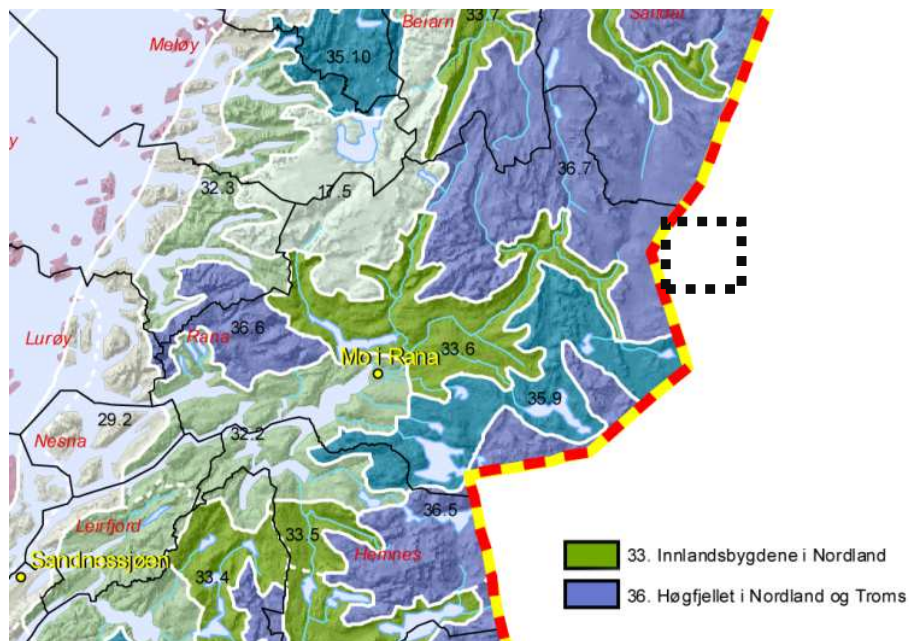 33.7
Beiarn
Meløy
35.10
36.7
32.3
17.5
36.6
Rana
Lurøy
33.6
Mo i Rana
35.9
29.2
Nesna
32.2
36.5
Leirfjord
33.5
Hemnes
Sandnessjøen
33.4
33. Innlandsbygdene i Nordland
36. Høgfjellet i Nordland og Troms